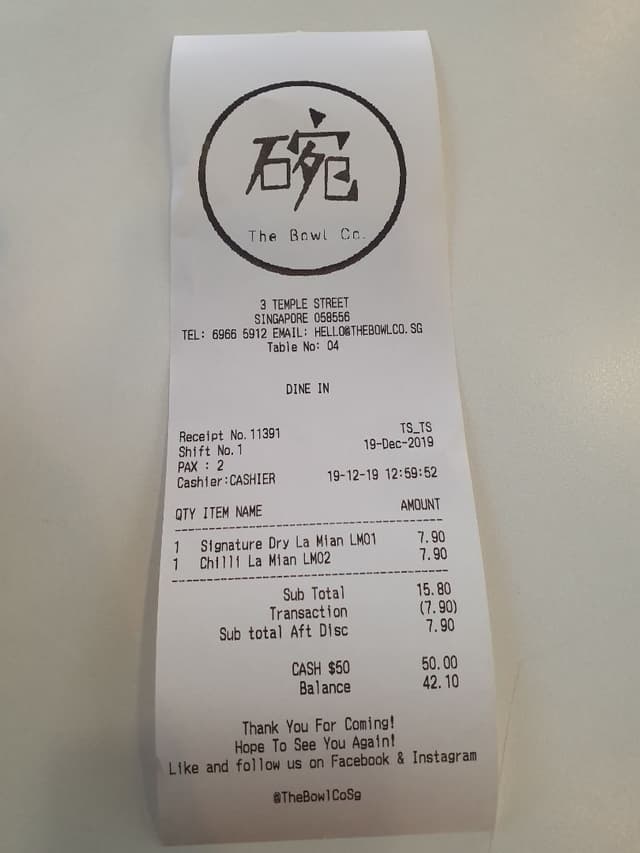 碗
The Bowl Co.
3 TEMPLE STREET
SINGAPORE 058556
TEL: 6966 5912 EMAIL: HELLO@THEBOWLCO.SG
Table No: 04
DINE IN
Receipt No.11391 TS_TS
Shift No.1 19-Dec-2019
PAX : 2
Cashier:CASHIER 19-12-19 12:59:52
QTY ITEM NAME AMOUNT
1 Signature Dry La Mian LM01 7.90
1 Chilli La Mian LM02 7.90
Sub Total 15.80
Transaction (7.90)
Sub total Aft Disc 7.90
CASH $50 50.00
Balance 42.10
Thank You For Coming!
Hope To See You Again!
Like and follow us on Facebook & Instagram
@TheBowlCoSg